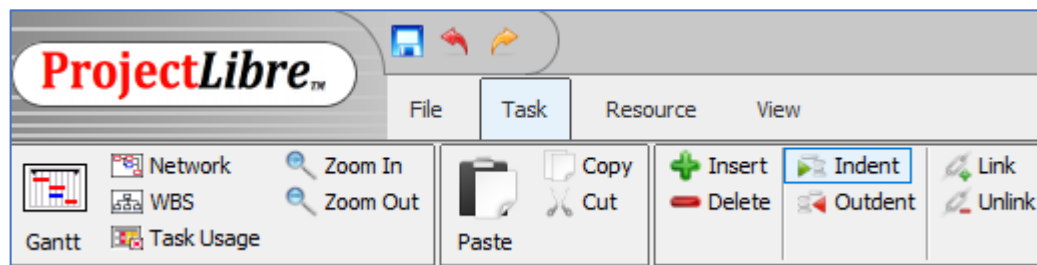 ProjectLibre™
File Task Resource View
Network Zoom In Copy Insert Indent Link
WBS Zoom Out Cut Delete Outdent Unlink
Gantt Task Usage Paste